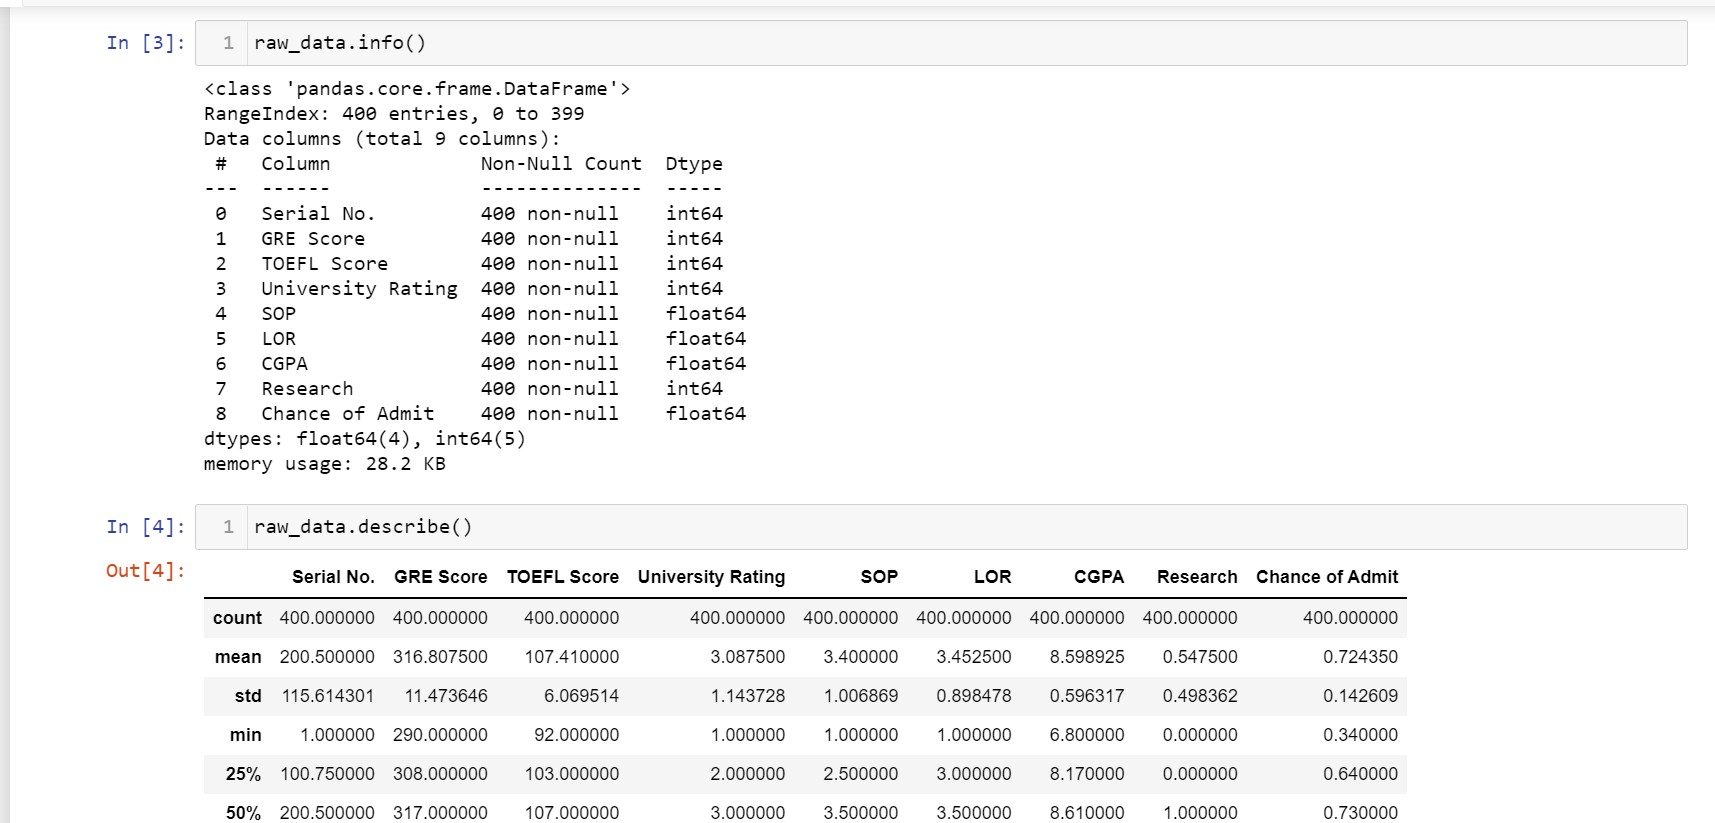 In [3]: 1 raw_data.info()
<class 'pandas.core.frame.DataFrame'>
RangeIndex: 400 entries, 0 to 399
Data columns (total 9 columns):
 #   Column             Non-Null Count  Dtype
---  ------             --------------  -----
 0   Serial No.         400 non-null    int64
 1   GRE Score          400 non-null    int64
 2   TOEFL Score        400 non-null    int64
 3   University Rating  400 non-null    int64
 4   SOP                400 non-null    float64
 5   LOR                400 non-null    float64
 6   CGPA               400 non-null    float64
 7   Research           400 non-null    int64
 8   Chance of Admit    400 non-null    float64
dtypes: float64(4), int64(5)
memory usage: 28.2 KB
In [4]: 1 raw_data.describe()
Out[4]:
Serial No. GRE Score TOEFL Score University Rating SOP LOR CGPA Research Chance of Admit
count 400.000000 400.000000 400.000000 400.000000 400.000000 400.000000 400.000000 400.000000 400.000000
mean 200.500000 316.807500 107.410000 3.087500 3.400000 3.452500 8.598925 0.547500 0.724350
std 115.614301 11.473646 6.069514 1.143728 1.006869 0.898478 0.596317 0.498362 0.142609
min 1.000000 290.000000 92.000000 1.000000 1.000000 1.000000 6.800000 0.000000 0.340000
25% 100.750000 308.000000 103.000000 2.000000 2.500000 3.000000 8.170000 0.000000 0.640000
50% 200.500000 317.000000 107.000000 3.000000 3.500000 3.500000 8.610000 1.000000 0.730000